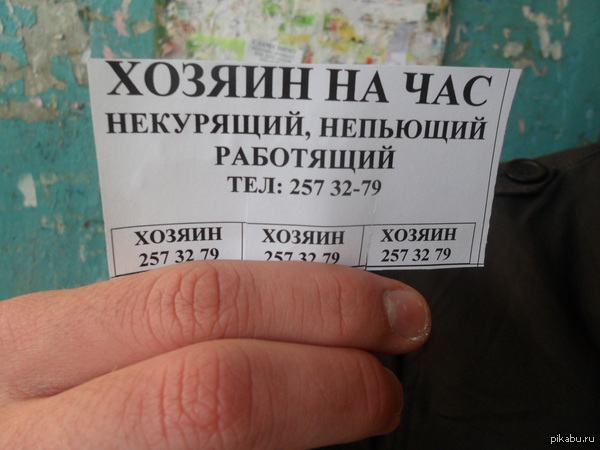 ХОЗЯИН НА ЧАС
НЕКУРЯЩИЙ, НЕПЬЮЩИЙ
РАБОТЯЩИЙ
ТЕЛ: 257 32-79
ХОЗЯИН ХОЗЯИН ХОЗЯИН
257 32 79 257 32 79 257 32 79
pikabu.ru